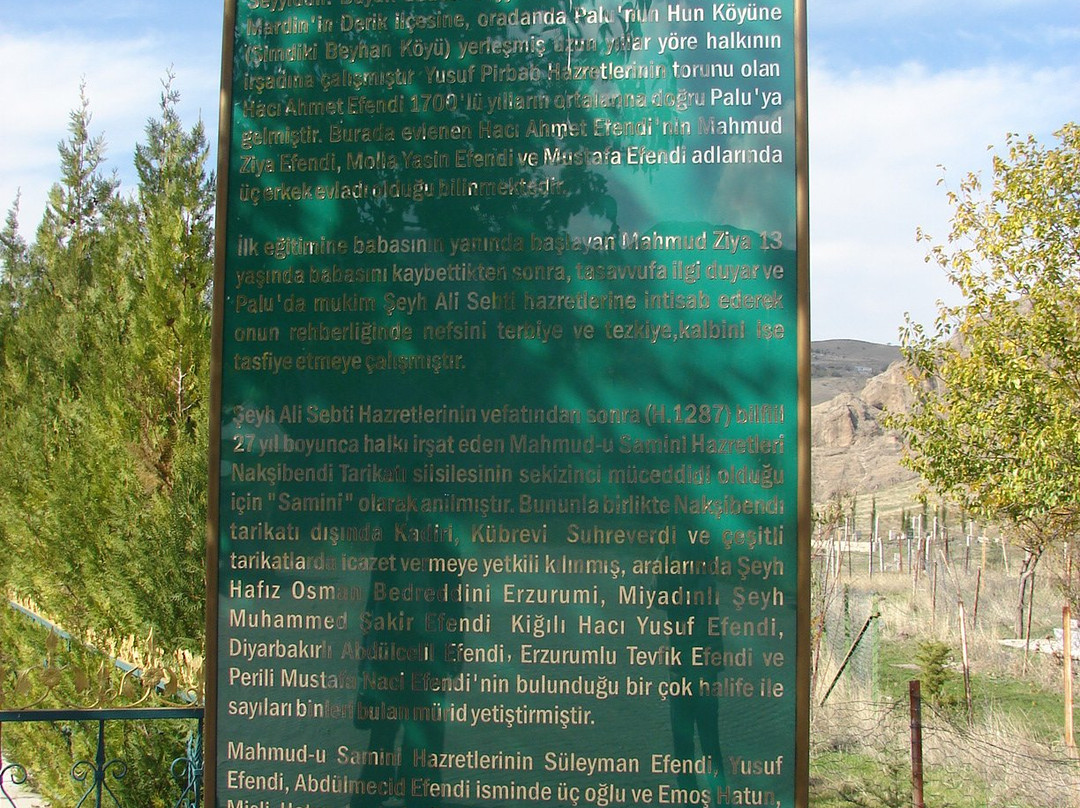 Mardin'in Derik ilçesine, oradanda Palu'nun Hun Köyüne
(Şimdiki Beyhan Köyü) yerleşmiş uzun yıllar yöre halkının
irşadına çalışmıştır Yusuf Pirbab Hazretlerinin torunu olan
Hacı Ahmet Efendi 1700'lü yılların ortalarına doğru Palu'ya
gelmiştir. Burada evlenen Hacı Ahmet Efendi'nin Mahmud
Ziya Efendi, Molla Yasin Efendi ve Mustafa Efendi adlarında
üç erkek evladı olduğu bilinmektedir.
İlk eğitimine babasının yanında başlayan Mahmud Ziya 13
yaşında babasını kaybettikten sonra, tasavvufa ilgi duyar ve
Palu'da mukim Şeyh Ali Sebti hazretlerine intisab ederek
onun rehberliğinde nefsini terbiye ve tezkiye,kalbini ise
tasfiye etmeye çalışmıştır.
Şeyh Ali Sebti Hazretlerinin vefatından sonra (H.1287) bilfiil
27 yıl boyunca halkı irşat eden Mahmud-u Samini Hazretleri
Nakşibendi Tarikatı silsilesinin sekizinci müceddidi olduğu
için "Samini" olarak anılmıştır. Bununla birlikte Nakşibendi
tarikatı dışında Kadiri, Kübrevi Suhreverdi ve çeşitli
tarikatlarda icazet vermeye yetkili kılınmış, aralarında Şeyh
Hafız Osman Bedreddini Erzurumi, Miyadınlı Şeyh
Muhammed Şakir Efendi Kiğılı Hacı Yusuf Efendi,
Diyarbakırlı Abdülcelil Efendi, Erzurumlu Tevfik Efendi ve
Perili Mustafa Naci Efendi'nin bulunduğu bir çok halife ile
sayıları binleri bulan mürid yetiştirmiştir.
Mahmud-u Samini Hazretlerinin Süleyman Efendi, Yusuf
Efendi, Abdülmecid Efendi isminde üç oğlu ve Emoş Hatun,